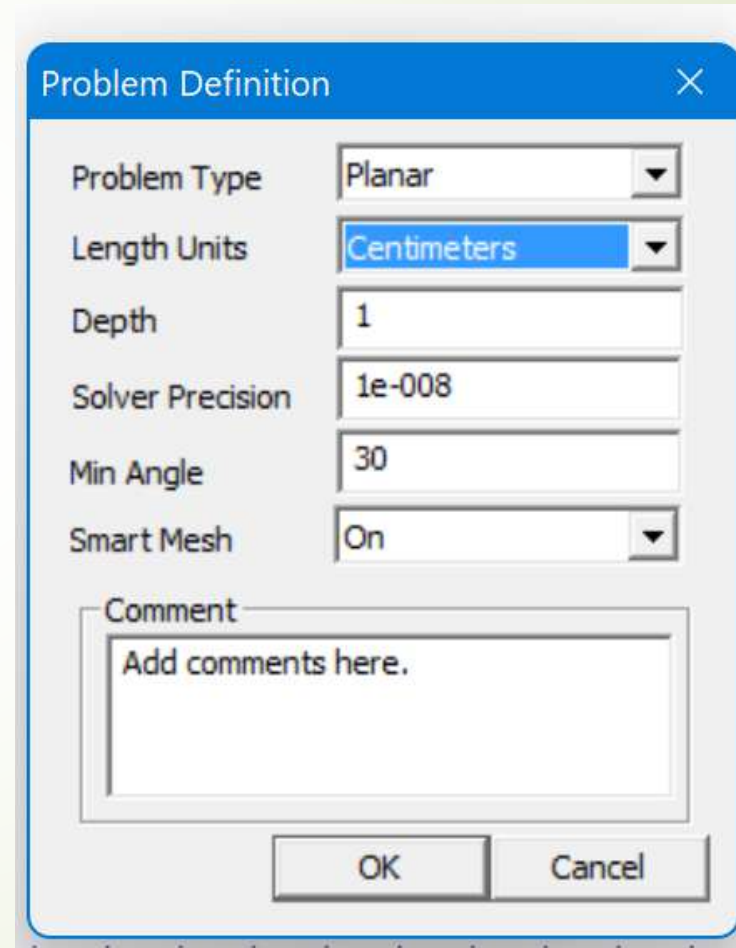 Problem Definition
Problem Type Planar
Length Units Centimeters
Depth 1
Solver Precision 1e-008
Min Angle 30
Smart Mesh On
Comment
Add comments here.
OK Cancel